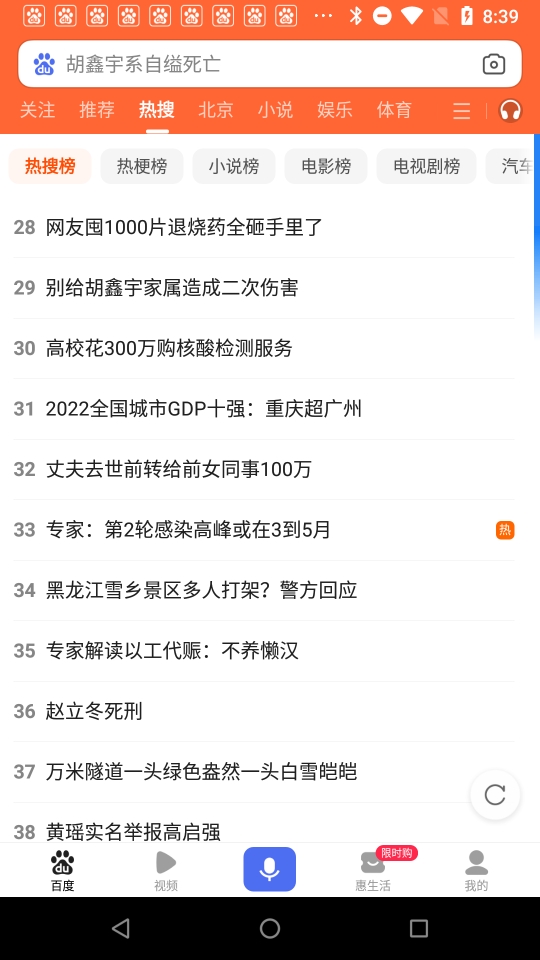 8:39
胡鑫宇系自缢死亡
关注 推荐 热搜 北京 小说 娱乐 体育
热搜榜 热梗榜 小说榜 电影榜 电视剧榜 汽车
28 网友囤1000片退烧药全砸手里了
29 别给胡鑫宇家属造成二次伤害
30 高校花300万购核酸检测服务
31 2022全国城市GDP十强：重庆超广州
32 丈夫去世前转给前女同事100万
33 专家：第2轮感染高峰或在3到5月 热
34 黑龙江雪乡景区多人打架？警方回应
35 专家解读以工代赈：不养懒汉
36 赵立冬死刑
37 万米隧道一头绿色盎然一头白雪皑皑
38 黄瑶实名举报高启强
限时购
百度 视频 惠生活 我的